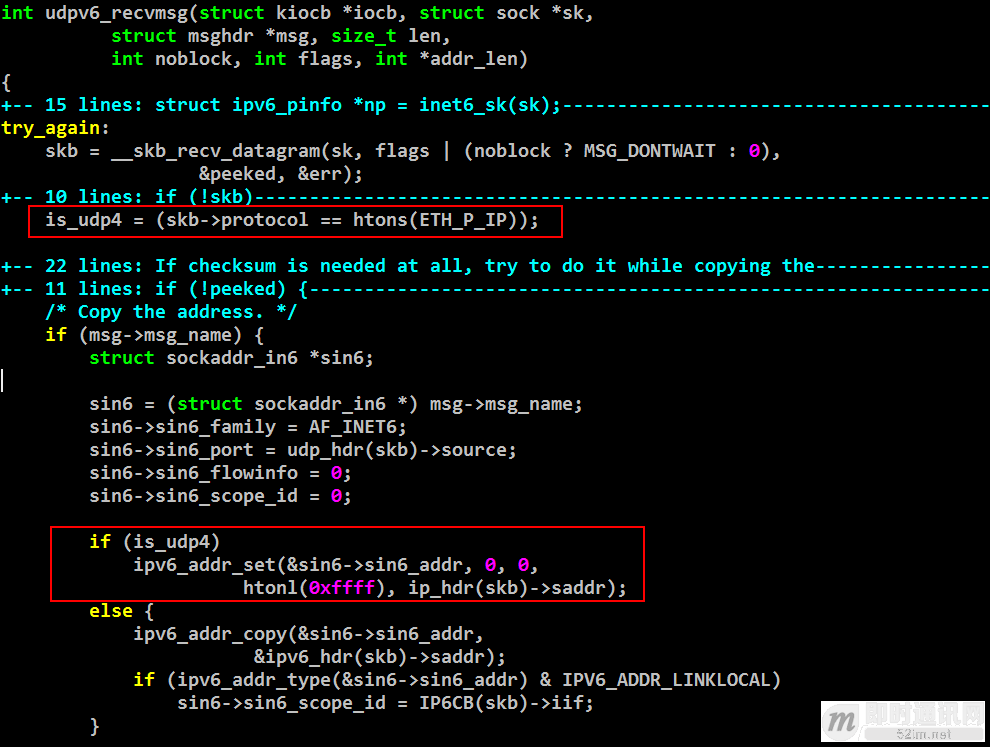 int udpv6_recvmsg(struct kiocb *iocb, struct sock *sk,
          struct msghdr *msg, size_t len,
          int noblock, int flags, int *addr_len)
{
+-- 15 lines: struct ipv6_pinfo *np = inet6_sk(sk);---------------------------------------
try_again:
    skb = __skb_recv_datagram(sk, flags | (noblock ? MSG_DONTWAIT : 0),
                  &peeked, &err);
+-- 10 lines: if (!skb)-------------------------------------------------------------------
    is_udp4 = (skb->protocol == htons(ETH_P_IP));
+-- 22 lines: If checksum is needed at all, try to do it while copying the----------------
+-- 11 lines: if (!peeked) {--------------------------------------------------------------
    /* Copy the address. */
    if (msg->msg_name) {
        struct sockaddr_in6 *sin6;
        sin6 = (struct sockaddr_in6 *) msg->msg_name;
        sin6->sin6_family = AF_INET6;
        sin6->sin6_port = udp_hdr(skb)->source;
        sin6->sin6_flowinfo = 0;
        sin6->sin6_scope_id = 0;
        if (is_udp4)
            ipv6_addr_set(&sin6->sin6_addr, 0, 0,
                      htonl(0xffff), ip_hdr(skb)->saddr);
        else {
            ipv6_addr_copy(&sin6->sin6_addr,
                       &ipv6_hdr(skb)->saddr);
            if (ipv6_addr_type(&sin6->sin6_addr) & IPV6_ADDR_LINKLOCAL)
                sin6->sin6_scope_id = IP6CB(skb)->iif;
        }
m 即时通讯网
52im.net